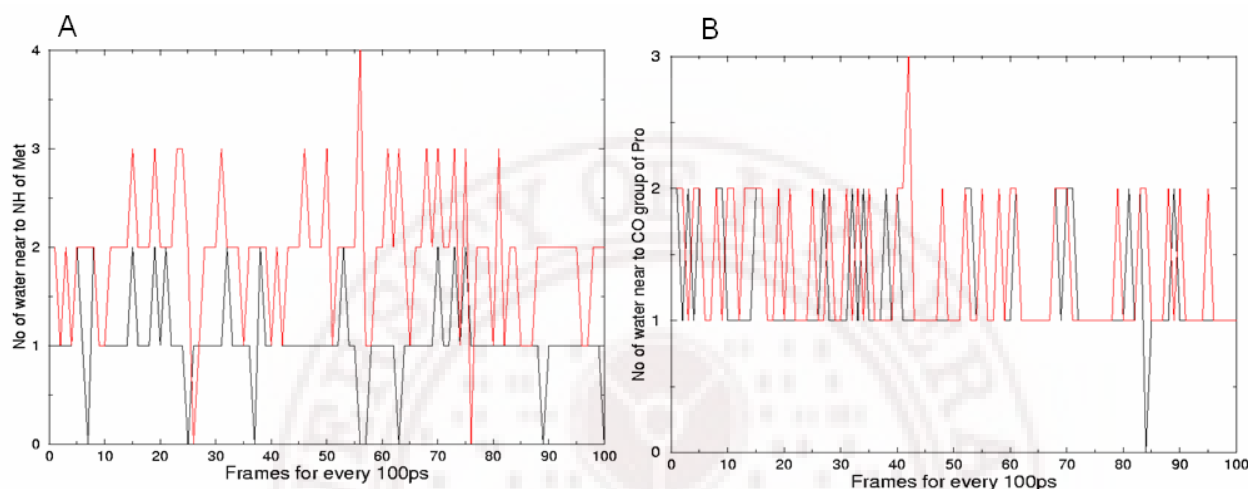 A
No of water near to NH of Met
4
3
2
1
0
0 10 20 30 40 50 60 70 80 90 100
Frames for every 100ps
B
No of water near to CO group of Pro
3
2
1
0
0 10 20 30 40 50 60 70 80 90 100
Frames for every 100ps